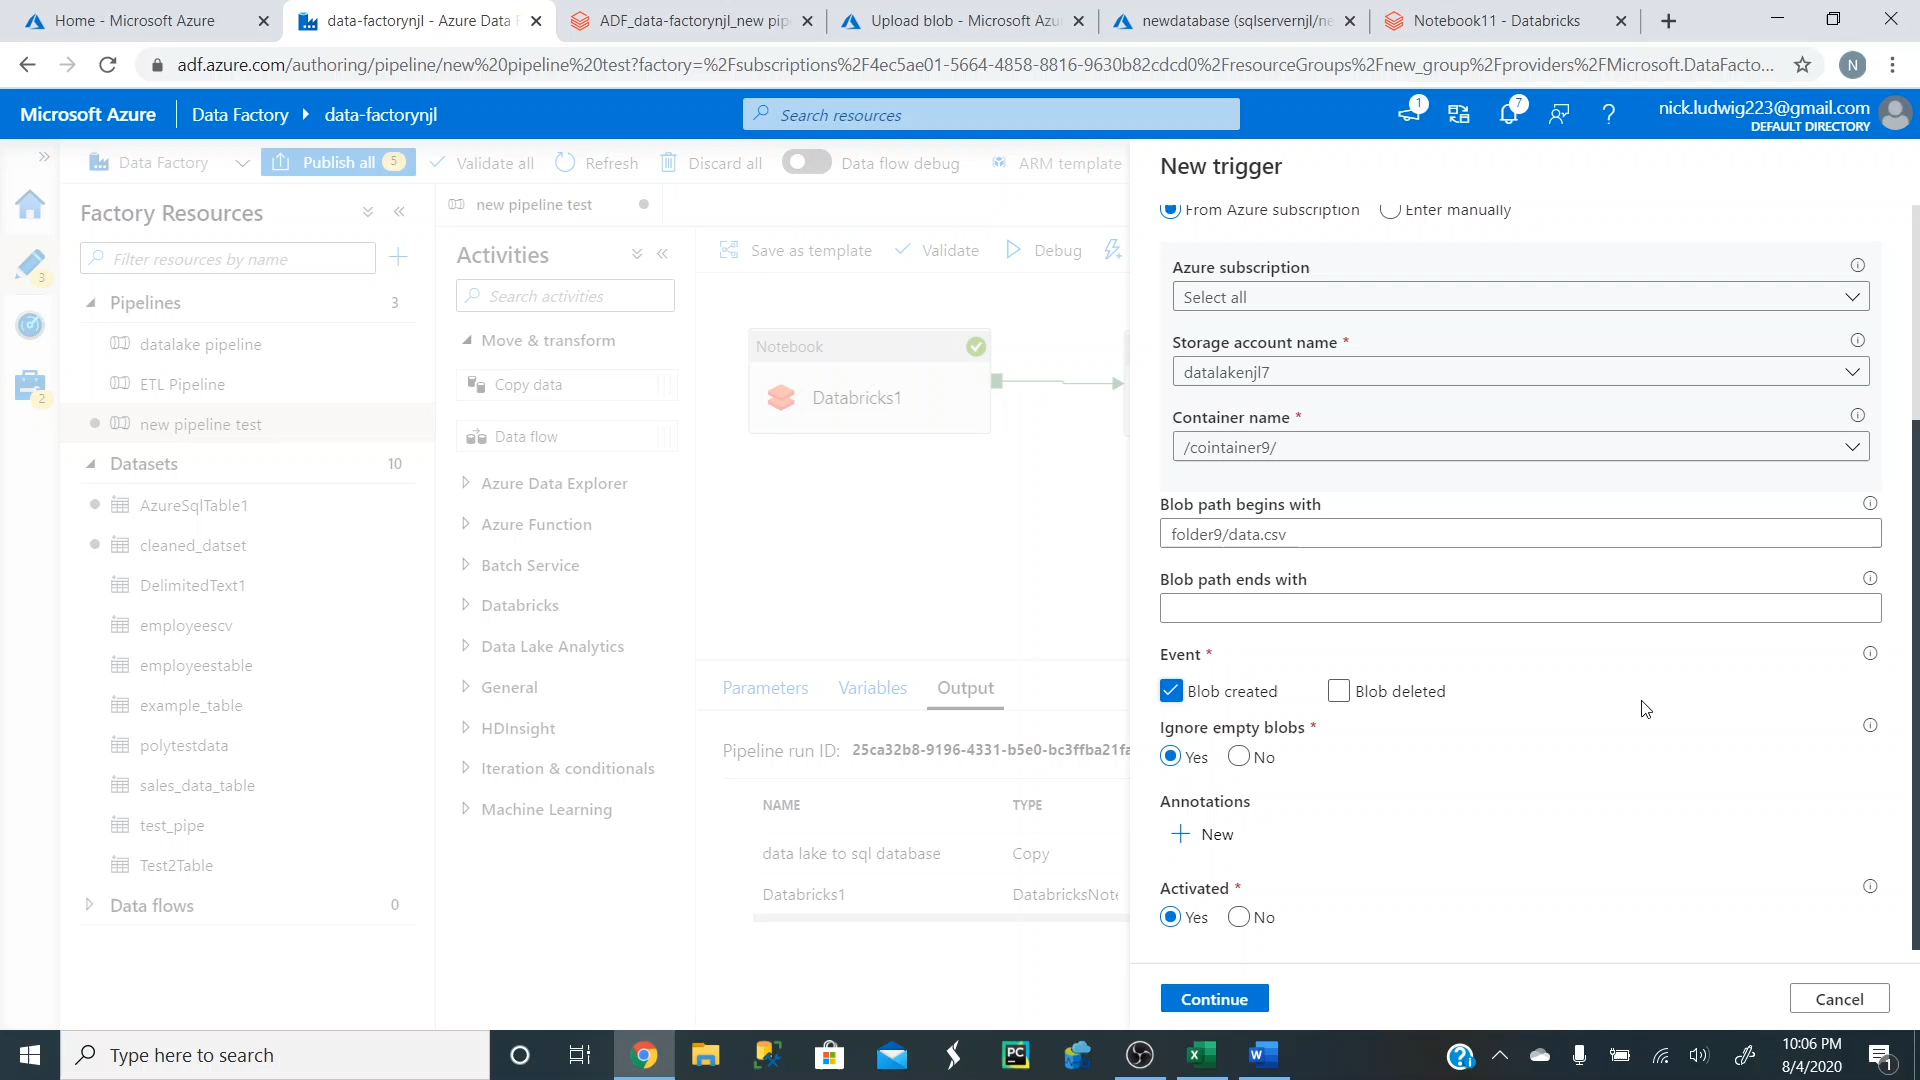 Home - Microsoft Azure
data-factorynjl - Azure Data F
ADF_data-factorynjl_new pip
Upload blob - Microsoft Azu
newdatabase (sqlservernjl/ne
Notebook11 - Databricks
adf.azure.com/authoring/pipeline/new%20pipeline%20test?factory=%2Fsubscriptions%2F4ec5ae01-5664-4858-8816-9630b82cdcd0%2FresourceGroups%2Fnew_group%2Fproviders%2FMicrosoft.DataFacto...
N
Microsoft Azure
Data Factory
data-factorynjl
Search resources
1
7
nick.ludwig223@gmail.com
DEFAULT DIRECTORY
Data Factory
Publish all 5
Validate all
Refresh
Discard all
Data flow debug
ARM template
3
2
Factory Resources
Filter resources by name
Pipelines 3
datalake pipeline
ETL Pipeline
new pipeline test
Datasets 10
AzureSqlTable1
cleaned_datset
DelimitedText1
employeescv
employeestable
example_table
polytestdata
sales_data_table
test_pipe
Test2Table
Data flows 0
new pipeline test
Activities
Search activities
Move & transform
Copy data
Data flow
Azure Data Explorer
Azure Function
Batch Service
Databricks
Data Lake Analytics
General
HDInsight
Iteration & conditionals
Machine Learning
Save as template
Validate
Debug
Notebook
Databricks1
Parameters
Variables
Output
Pipeline run ID: 25ca32b8-9196-4331-b5e0-bc3ffba21fa
NAME TYPE
data lake to sql database Copy
Databricks1 DatabricksNote
New trigger
From Azure subscription
Enter manually
Azure subscription
Select all
Storage account name *
datalakenjl7
Container name *
/cointainer9/
Blob path begins with
folder9/data.csv
Blob path ends with
Event *
Blob created
Blob deleted
Ignore empty blobs *
Yes
No
Annotations
New
Activated *
Yes
No
Continue
Cancel
Type here to search
PC
10:06 PM
8/4/2020
1